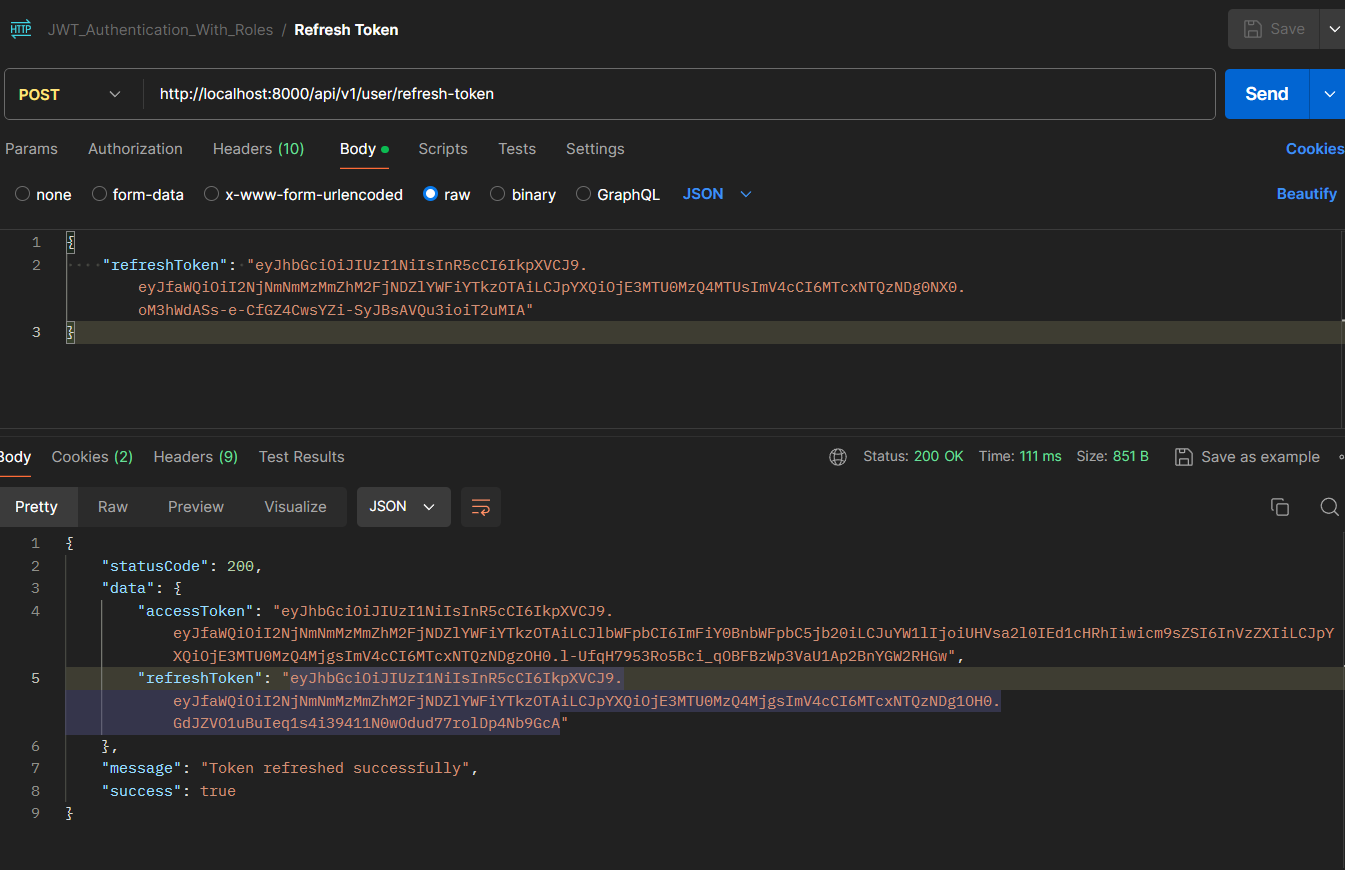 HTTP JWT_Authentication_With_Roles / Refresh Token Save
POST http://localhost:8000/api/v1/user/refresh-token Send
Params Authorization Headers (10) Body Scripts Tests Settings Cookies
none form-data x-www-form-urlencoded raw binary GraphQL JSON Beautify
1 {
2 "refreshToken": "eyJhbGciOiJIUzI1NiIsInR5cCI6IkpXVCJ9.
eyJfaWQiOiI2NjNmNmMzMmZhM2FjNDZlYWFiYTkzOTAiLCJpYXQiOjE3MTU0MzQ4MTUsImV4cCI6MTcxNTQzNDg0NX0.
oM3hWdASs-e-CfGZ4CwsYZi-SyJBsAVQu3ioiT2uMIA"
3 }
Body Cookies (2) Headers (9) Test Results Status: 200 OK Time: 111 ms Size: 851 B Save as example
Pretty Raw Preview Visualize JSON
1 {
2 "statusCode": 200,
3 "data": {
4 "accessToken": "eyJhbGciOiJIUzI1NiIsInR5cCI6IkpXVCJ9.
eyJfaWQiOiI2NjNmNmMzMmZhM2FjNDZlYWFiYTkzOTAiLCJlbWFpbCI6ImFiY0BnbWFpbC5jb20iLCJuYW1lIjoiUHVsa2l0IEd1cHRhIiwicm9sZSI6InVzZXIiLCJpY
XQiOjE3MTU0MzQ4MjgsImV4cCI6MTcxNTQzNDgzOH0.l-UfqH7953Ro5Bci_qOBFBzWp3VaU1Ap2BnYGW2RHGw",
5 "refreshToken": "eyJhbGciOiJIUzI1NiIsInR5cCI6IkpXVCJ9.
eyJfaWQiOiI2NjNmNmMzMmZhM2FjNDZlYWFiYTkzOTAiLCJpYXQiOjE3MTU0MzQ4MjgsImV4cCI6MTcxNTQzNDg1OH0.
GdJZVO1uBuIeq1s4i39411N0wOdud77rolDp4Nb9GcA"
6 },
7 "message": "Token refreshed successfully",
8 "success": true
9 }